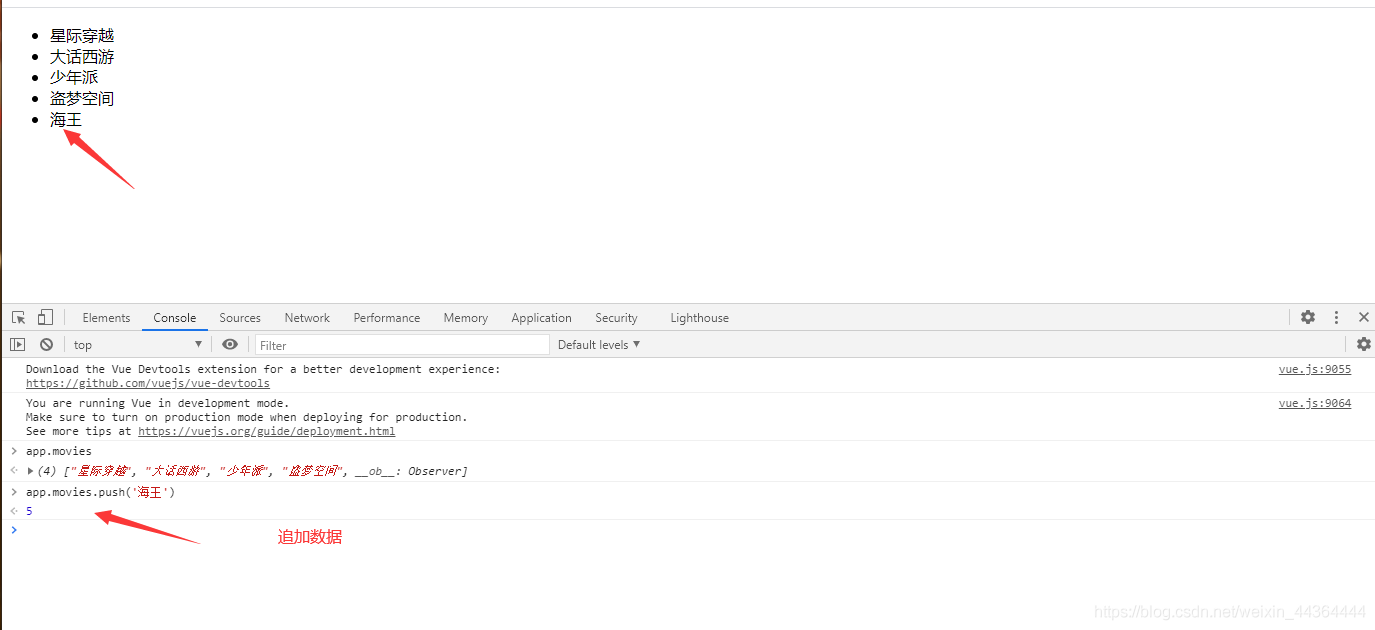 星际穿越
大话西游
少年派
盗梦空间
海王
Elements Console Sources Network Performance Memory Application Security Lighthouse
top Filter Default levels
Download the Vue Devtools extension for a better development experience: vue.js:9055
https://github.com/vuejs/vue-devtools
You are running Vue in development mode. vue.js:9064
Make sure to turn on production mode when deploying for production.
See more tips at https://vuejs.org/guide/deployment.html
app.movies
(4) ["星际穿越", "大话西游", "少年派", "盗梦空间", __ob__: Observer]
app.movies.push('海王')
5
追加数据
https://blog.csdn.net/weixin_44364444